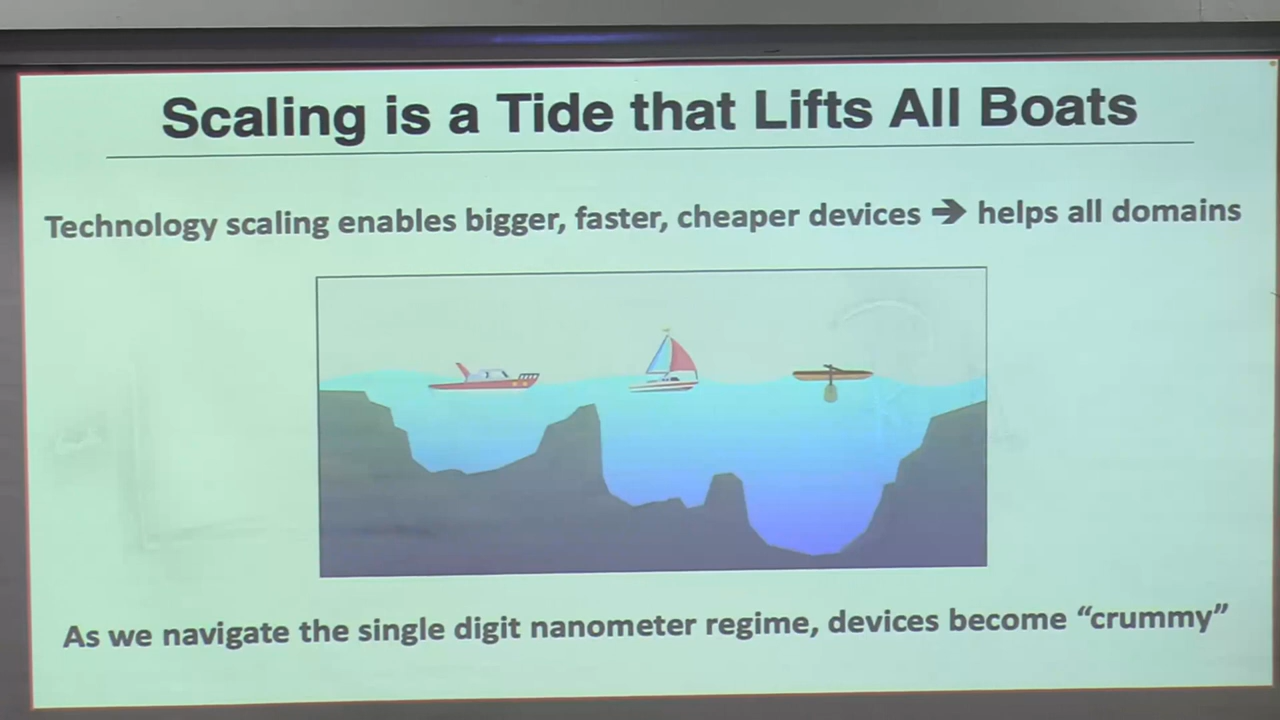 Scaling is a Tide that Lifts All Boats
Technology scaling enables bigger, faster, cheaper devices ➔ helps all domains
As we navigate the single digit nanometer regime, devices become “crummy”